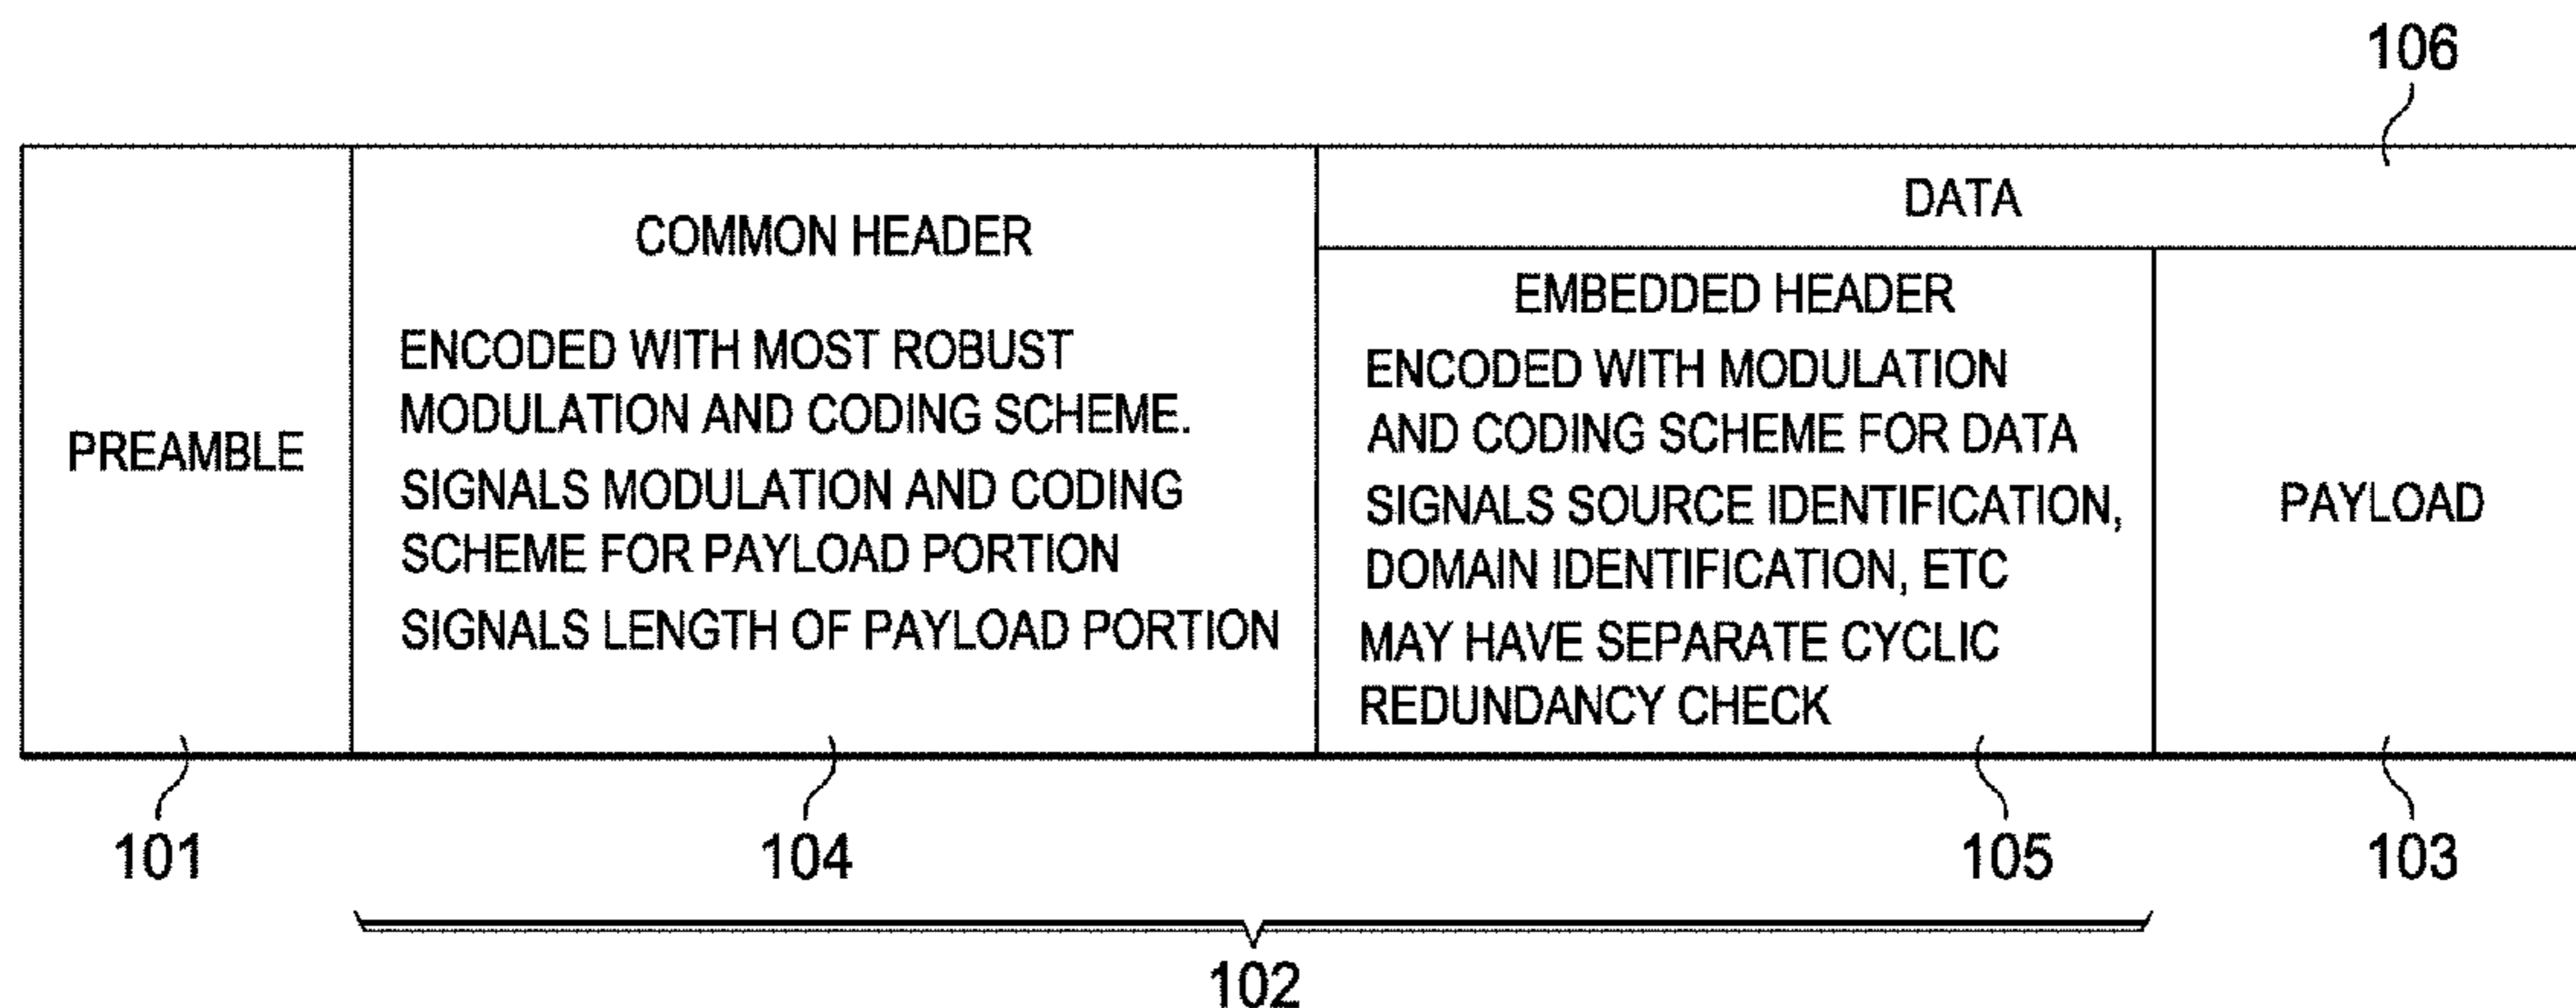 106
PREAMBLE
COMMON HEADER
ENCODED WITH MOST ROBUST
MODULATION AND CODING SCHEME.
SIGNALS MODULATION AND CODING
SCHEME FOR PAYLOAD PORTION
SIGNALS LENGTH OF PAYLOAD PORTION
DATA
EMBEDDED HEADER
ENCODED WITH MODULATION
AND CODING SCHEME FOR DATA
SIGNALS SOURCE IDENTIFICATION,
DOMAIN IDENTIFICATION, ETC
MAY HAVE SEPARATE CYCLIC
REDUNDANCY CHECK
PAYLOAD
101
104
105
103
102